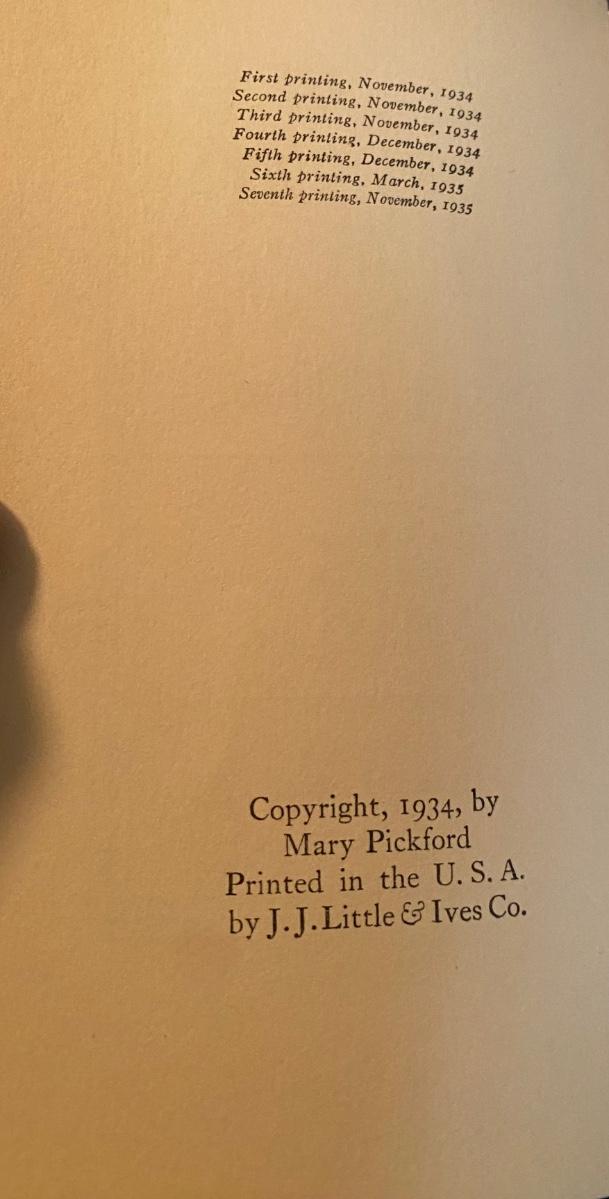 First printing, November, 1934
Second printing, November, 1934
Third printing, November, 1934
Fourth printing, December, 1934
Fifth printing, December, 1934
Sixth printing, March, 1935
Seventh printing, November, 1935
Copyright, 1934, by
Mary Pickford
Printed in the U. S. A.
by J. J. Little & Ives Co.